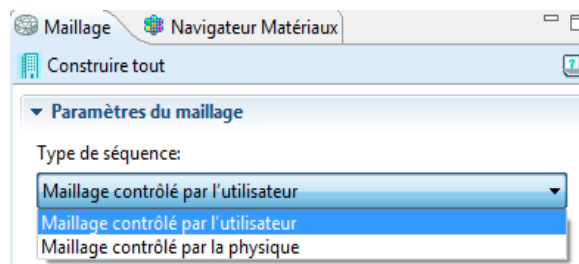 Maillage Navigateur Matériaux
Construire tout
Paramètres du maillage
Type de séquence:
Maillage contrôlé par l'utilisateur
Maillage contrôlé par l'utilisateur
Maillage contrôlé par la physique